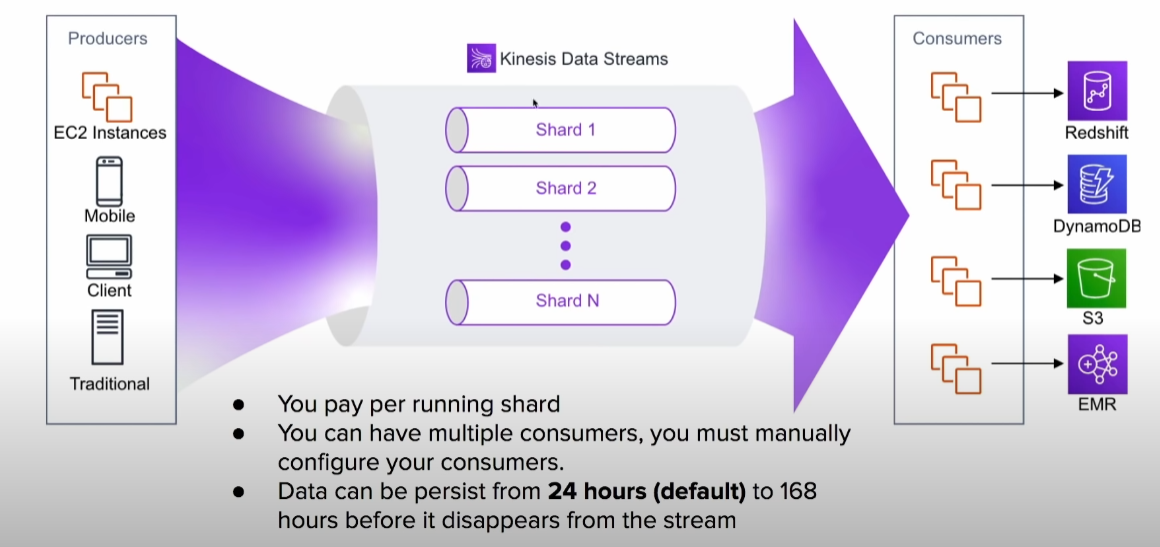 Producers
EC2 Instances
Mobile
Client
Traditional
Kinesis Data Streams
Shard 1
Shard 2
Shard N
Consumers
Redshift
DynamoDB
S3
EMR
● You pay per running shard
● You can have multiple consumers, you must manually
configure your consumers.
● Data can be persist from 24 hours (default) to 168
hours before it disappears from the stream